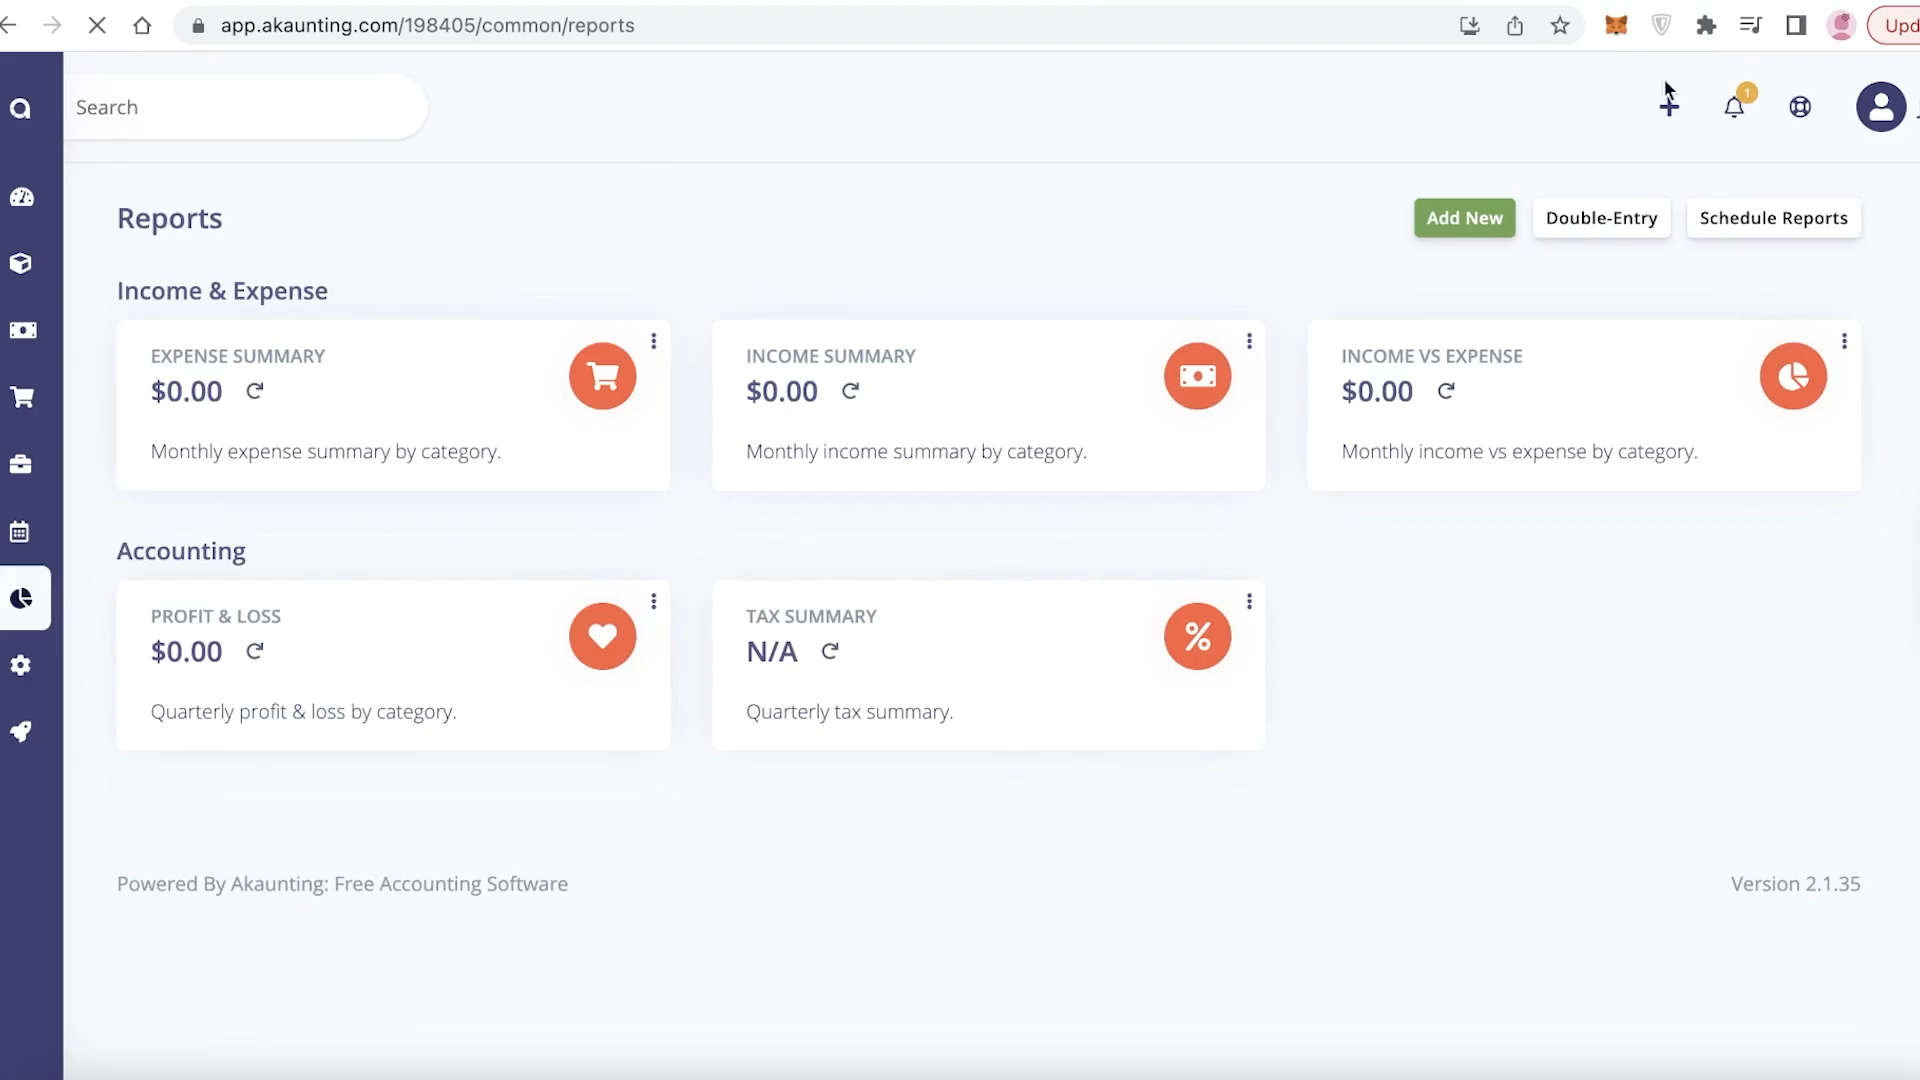 app.akaunting.com/198405/common/reports
Upd
Search
1
Reports
Add New
Double-Entry
Schedule Reports
Income & Expense
EXPENSE SUMMARY
$0.00
Monthly expense summary by category.
INCOME SUMMARY
$0.00
Monthly income summary by category.
INCOME VS EXPENSE
$0.00
Monthly income vs expense by category.
Accounting
PROFIT & LOSS
$0.00
Quarterly profit & loss by category.
TAX SUMMARY
N/A
Quarterly tax summary.
Powered By Akaunting: Free Accounting Software
Version 2.1.35